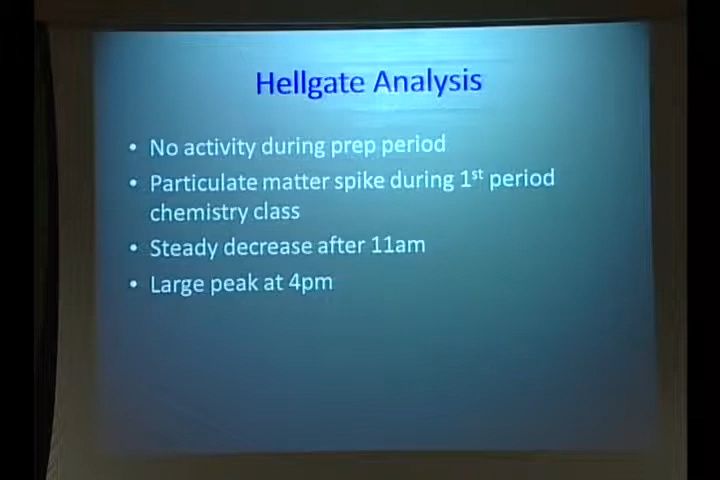 Hellgate Analysis
• No activity during prep period
• Particulate matter spike during 1st period
chemistry class
• Steady decrease after 11am
• Large peak at 4pm